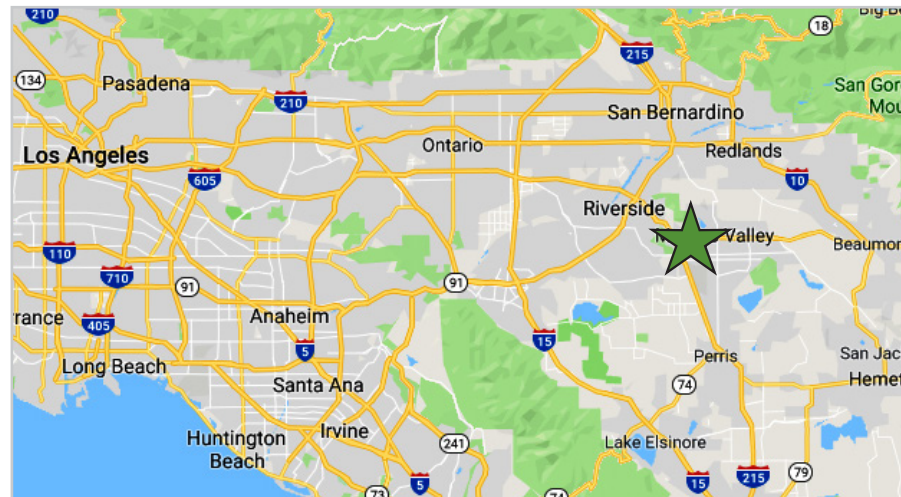 210
Big B
18
215
134
Pasadena
210
San Gor
Mou
San Bernardino
Ontario
Los Angeles
Redlands
605
10
Riverside
Valley
Beaumon
110
710
91
91
rrance
405
Anaheim
15
5
Long Beach
Perris
San Jac
Santa Ana
74
Hemet
Huntington
Beach
Irvine
241
Lake Elsinore
79
5
15
215
73
74